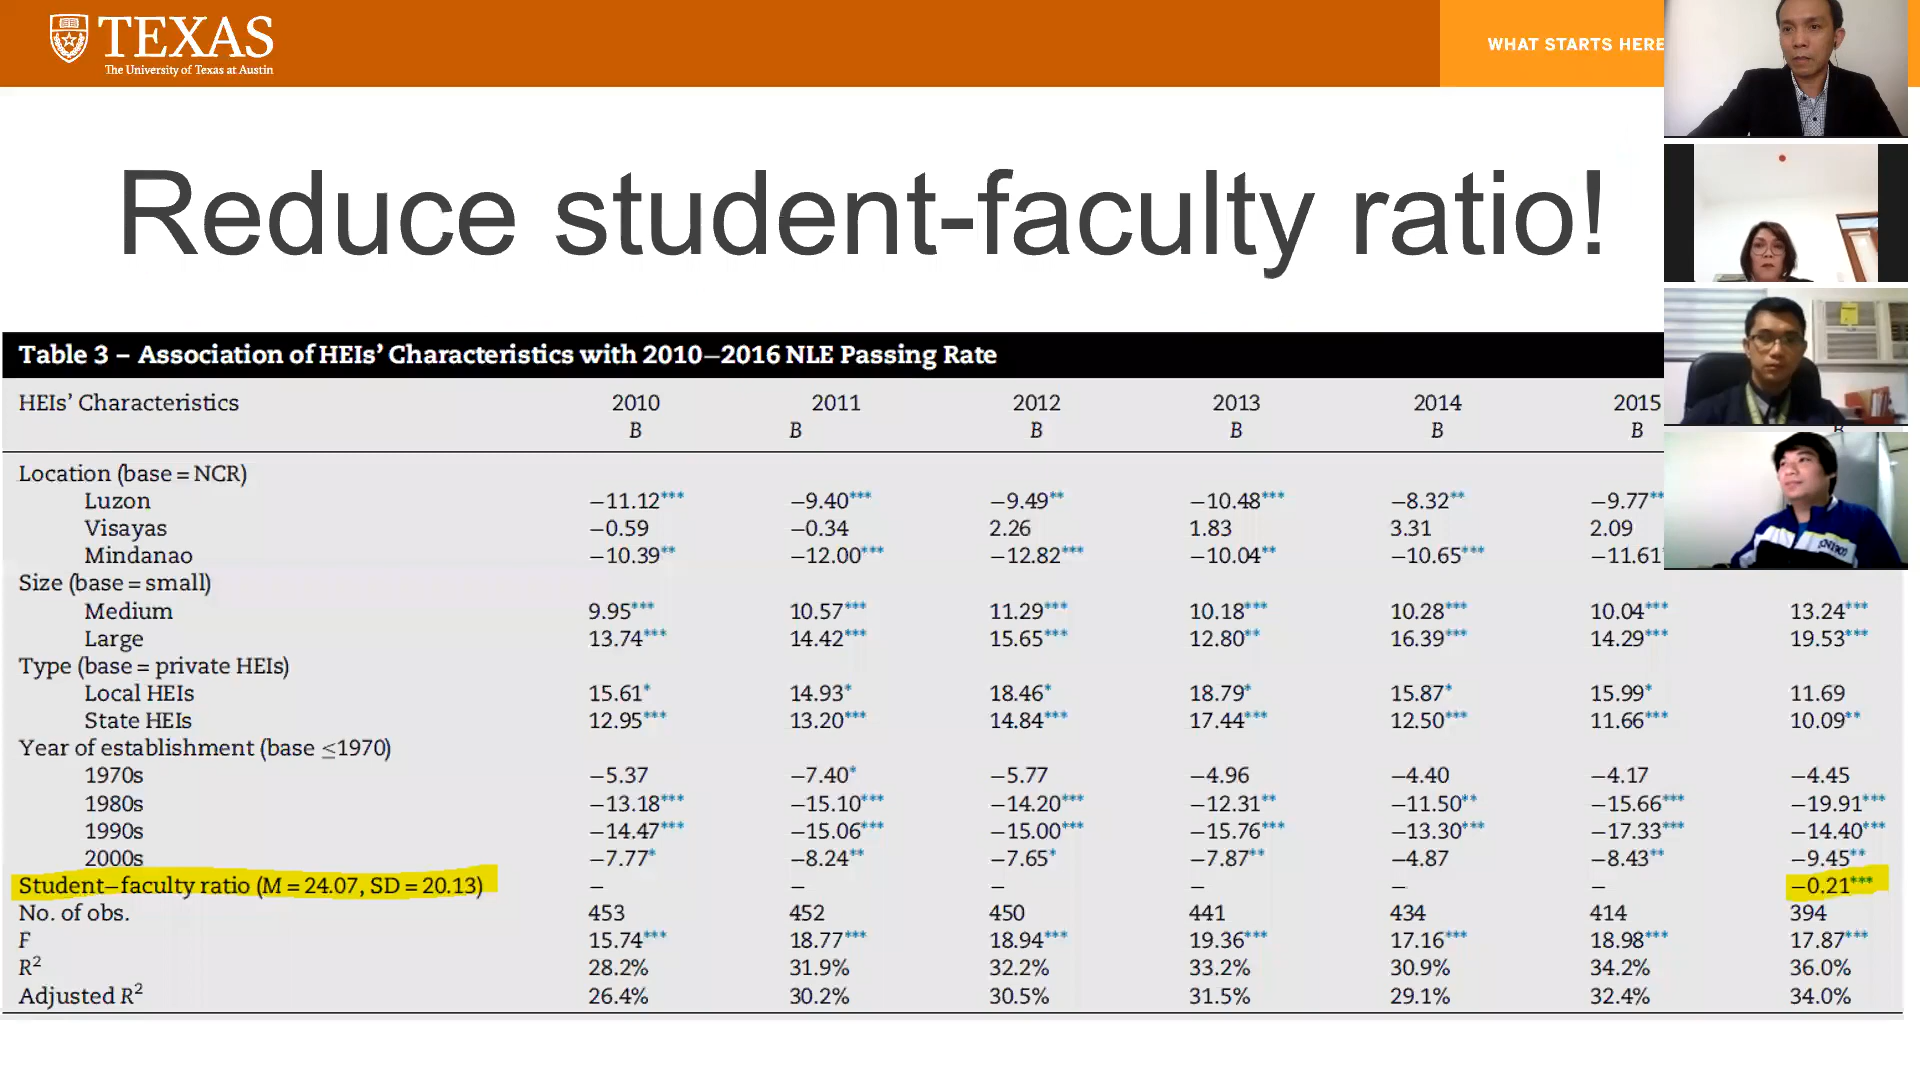 TEXAS
The University of Texas at Austin
WHAT STARTS HERE
Reduce student-faculty ratio!
Table 3 – Association of HEIs' Characteristics with 2010–2016 NLE Passing Rate
HEIs' Characteristics 2010 2011 2012 2013 2014 2015
B B B B B B B
Location (base = NCR)
Luzon −11.12*** −9.40*** −9.49** −10.48*** −8.32** −9.77**
Visayas −0.59 −0.34 2.26 1.83 3.31 2.09
Mindanao −10.39** −12.00*** −12.82*** −10.04** −10.65*** −11.61
Size (base = small)
Medium 9.95*** 10.57*** 11.29*** 10.18*** 10.28*** 10.04*** 13.24***
Large 13.74*** 14.42*** 15.65*** 12.80** 16.39*** 14.29*** 19.53***
Type (base = private HEIs)
Local HEIs 15.61* 14.93* 18.46* 18.79* 15.87* 15.99* 11.69
State HEIs 12.95*** 13.20*** 14.84*** 17.44*** 12.50*** 11.66*** 10.09**
Year of establishment (base ≤1970)
1970s −5.37 −7.40* −5.77 −4.96 −4.40 −4.17 −4.45
1980s −13.18*** −15.10*** −14.20*** −12.31** −11.50** −15.66*** −19.91***
1990s −14.47*** −15.06*** −15.00*** −15.76*** −13.30*** −17.33*** −14.40***
2000s −7.77* −8.24** −7.65* −7.87** −4.87 −8.43** −9.45**
Student–faculty ratio (M = 24.07, SD = 20.13) – – – – – – −0.21***
No. of obs. 453 452 450 441 434 414 394
F 15.74*** 18.77*** 18.94*** 19.36*** 17.16*** 18.98*** 17.87***
R² 28.2% 31.9% 32.2% 33.2% 30.9% 34.2% 36.0%
Adjusted R² 26.4% 30.2% 30.5% 31.5% 29.1% 32.4% 34.0%